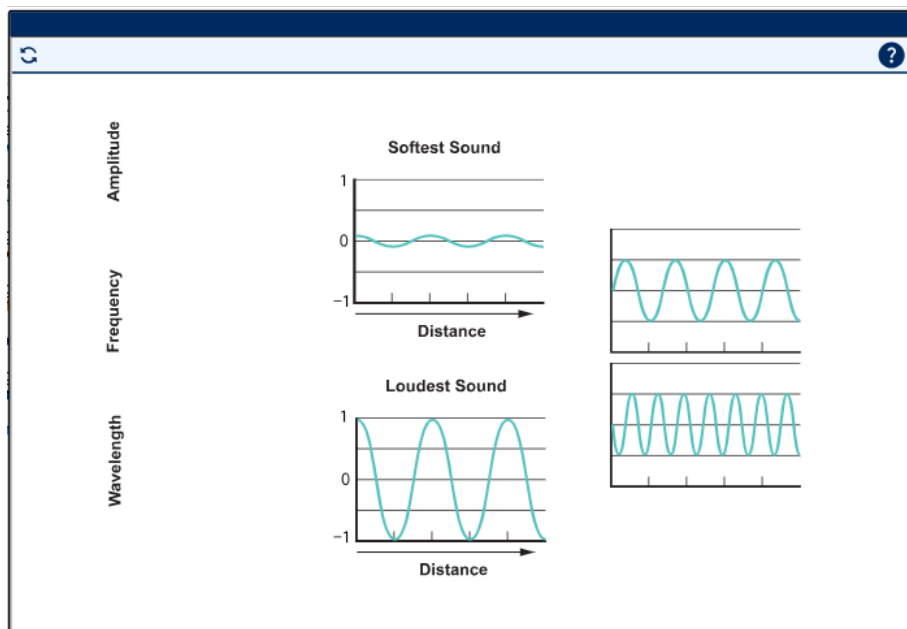 ?
Amplitude
Frequency
Wavelength
Softest Sound
1
0
−1
Distance
Loudest Sound
1
0
−1
Distance